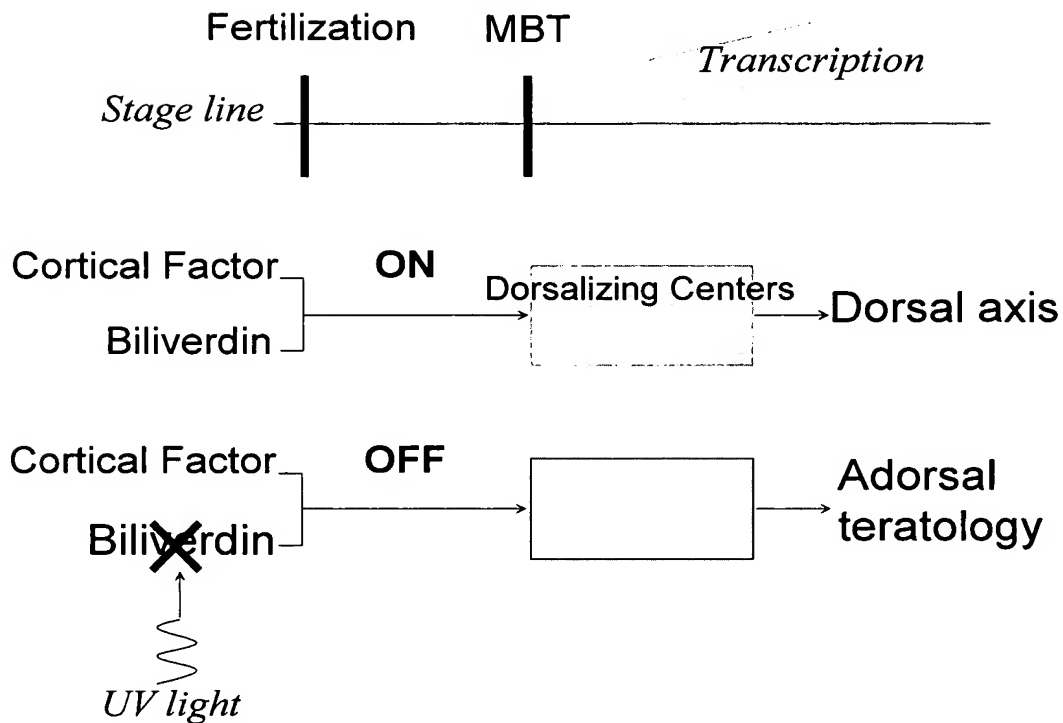 Fertilization MBT
Transcription
Stage line
Cortical Factor ON
Dorsalizing Centers
Dorsal axis
Biliverdin
Cortical Factor OFF
Adorsal
teratology
Biliverdin
UV light